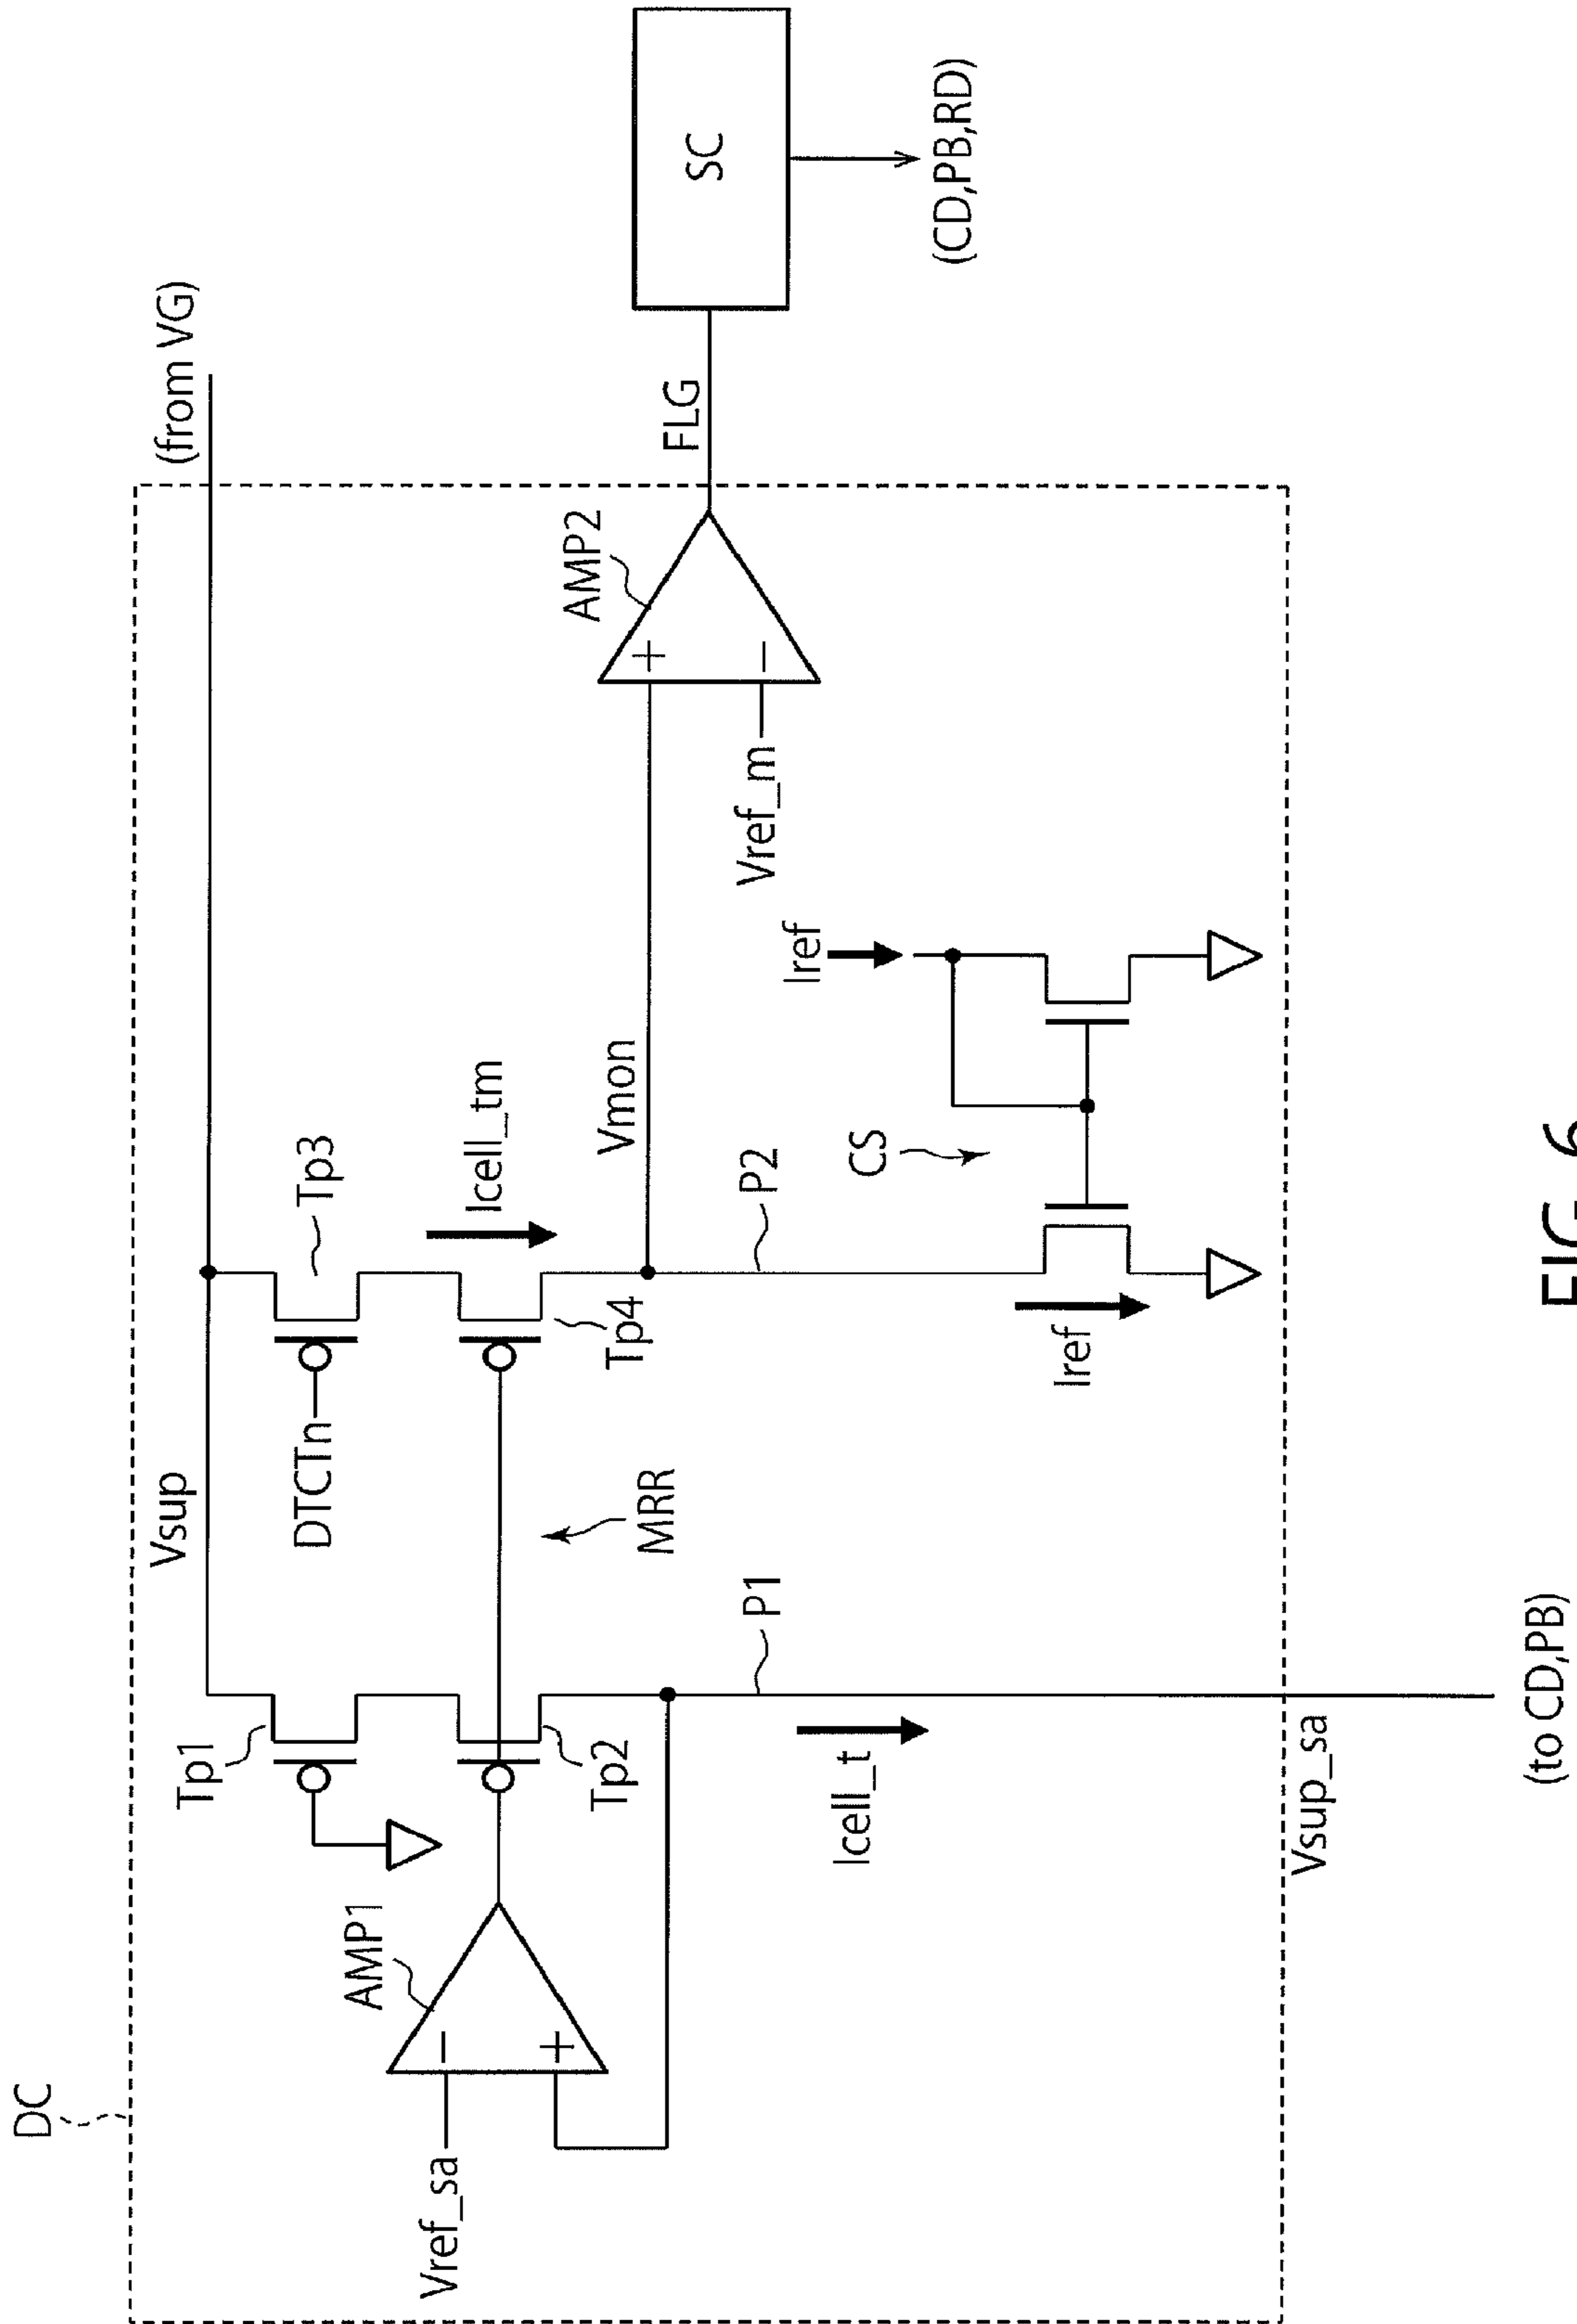 DC
Vsup
(from VG)
Tp1
DTCTn
Tp3
AMP1
Vref_sa
−
+
Tp2
MRR
Tp4
Icell_tm
Vmon
AMP2
+
−
Vref_m
FLG
SC
(CD,PB,RD)
P1
P2
Icell_t
CS
Iref
Iref
Vsup_sa
(to CD,PB)
FIG. 6